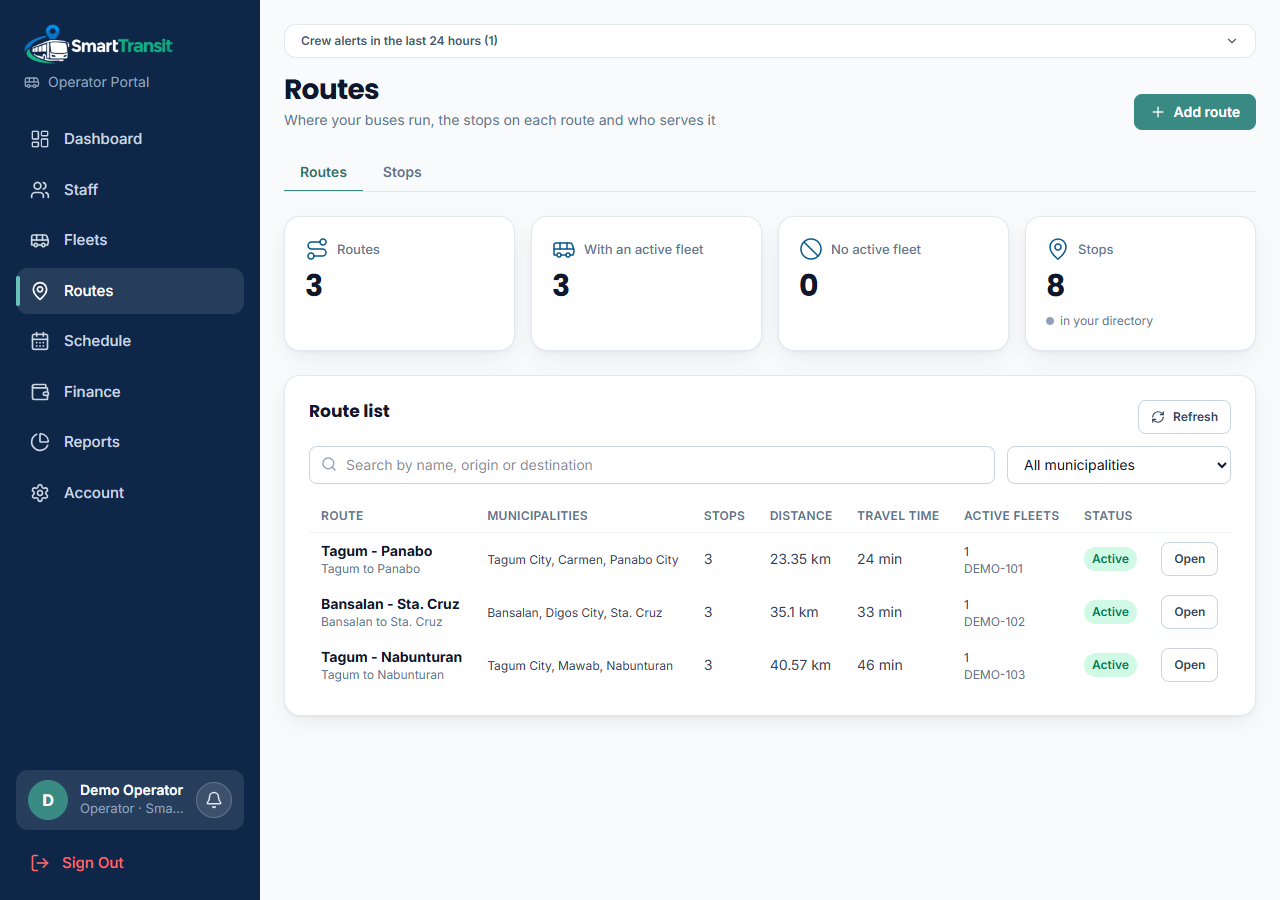 SmartTransit
Operator Portal
Dashboard
Staff
Fleets
Routes
Schedule
Finance
Reports
Account
D
Demo Operator
Operator · Sma...
Sign Out
Crew alerts in the last 24 hours (1)
Routes
Where your buses run, the stops on each route and who serves it
Add route
Routes Stops
Routes
3
With an active fleet
3
No active fleet
0
Stops
8
in your directory
Route list
Refresh
Search by name, origin or destination
All municipalities
ROUTE MUNICIPALITIES STOPS DISTANCE TRAVEL TIME ACTIVE FLEETS STATUS
Tagum - Panabo
Tagum to Panabo
Tagum City, Carmen, Panabo City
3
23.35 km
24 min
1
DEMO-101
Active
Open
Bansalan - Sta. Cruz
Bansalan to Sta. Cruz
Bansalan, Digos City, Sta. Cruz
3
35.1 km
33 min
1
DEMO-102
Active
Open
Tagum - Nabunturan
Tagum to Nabunturan
Tagum City, Mawab, Nabunturan
3
40.57 km
46 min
1
DEMO-103
Active
Open